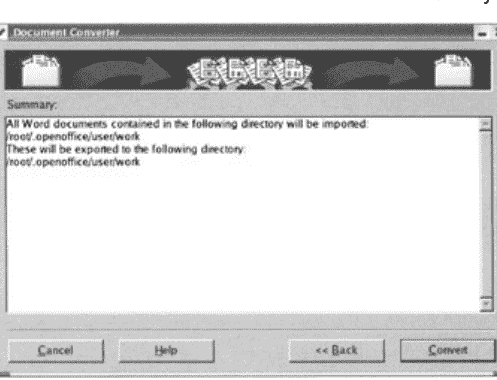 Document Converter
Summary:
All Word documents contained in the following directory will be imported:
/root/.openoffice/user/work
These will be exported to the following directory:
/root/.openoffice/user/work
Cancel
Help
<< Back
Convert